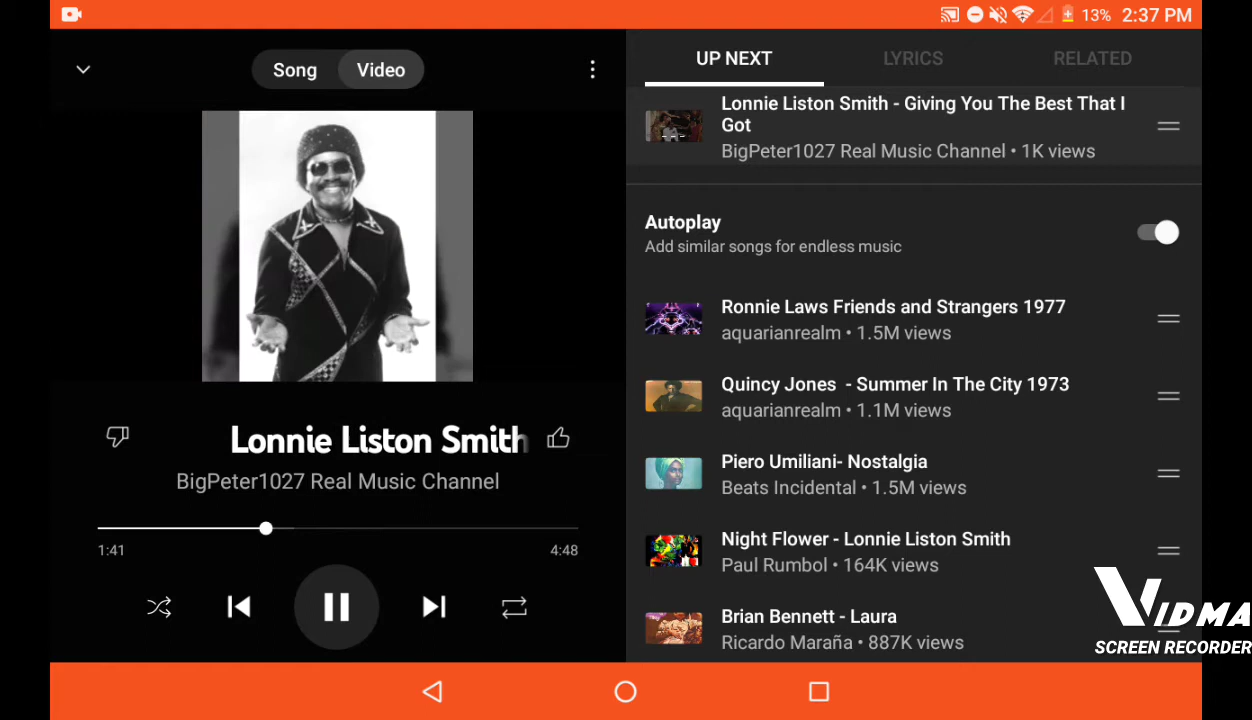 13% 2:37 PM
Song Video
Lonnie Liston Smith
BigPeter1027 Real Music Channel
1:41 4:48
UP NEXT LYRICS RELATED
Lonnie Liston Smith - Giving You The Best That I
Got
BigPeter1027 Real Music Channel • 1K views
Autoplay
Add similar songs for endless music
Ronnie Laws Friends and Strangers 1977
aquarianrealm • 1.5M views
Quincy Jones - Summer In The City 1973
aquarianrealm • 1.1M views
Piero Umiliani- Nostalgia
Beats Incidental • 1.5M views
Night Flower - Lonnie Liston Smith
Paul Rumbol • 164K views
Brian Bennett - Laura
Ricardo Maraña • 887K views
VIDMA
SCREEN RECORDER